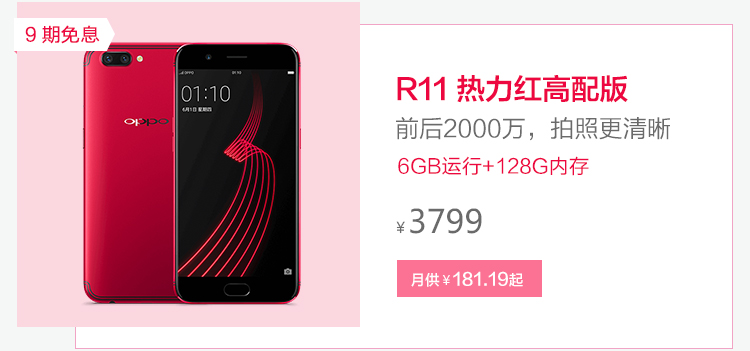 9 期免息
OPPO
01:10
01:10
6月1日 星期四
R11 热力红高配版
前后2000万，拍照更清晰
6GB运行+128G内存
¥ 3799
月供 ¥ 181.19起